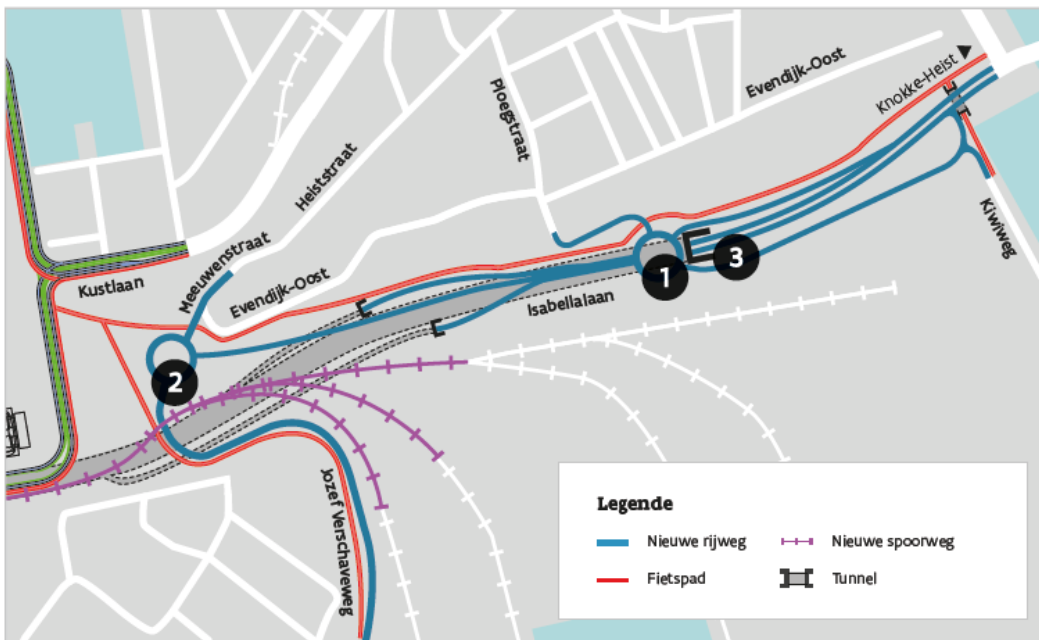 Knokke-Heist
Evendijk-Oost
Ploegstraat
Heiststraat
Kiwiweg
Meeuwenstraat
Evendijk-Oost
Kustlaan
Isabellalaan
1
3
2
Jozef Verschaveweg
Legende
Nieuwe rijweg
Nieuwe spoorweg
Fietspad
Tunnel